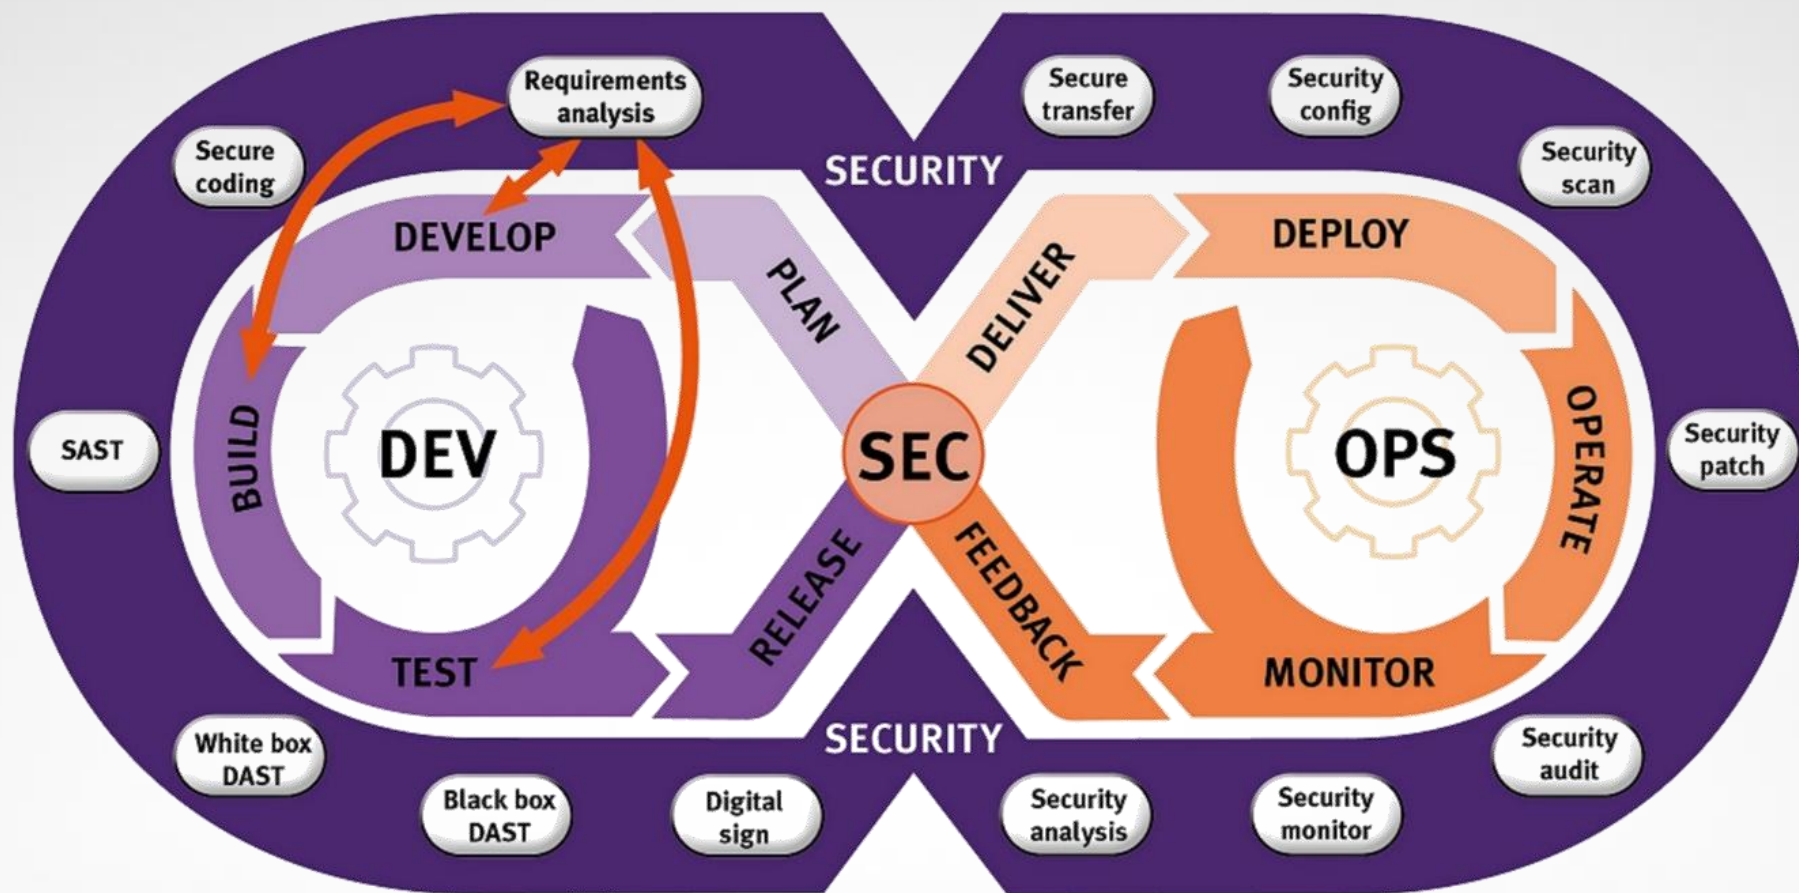 Requirements
analysis
Secure
transfer
Security
config
Secure
coding
Security
scan
SECURITY
DEVELOP
PLAN
DELIVER
DEPLOY
BUILD
DEV
SEC
OPS
OPERATE
SAST
Security
patch
TEST
RELEASE
FEEDBACK
MONITOR
SECURITY
White box
DAST
Black box
DAST
Digital
sign
Security
analysis
Security
monitor
Security
audit